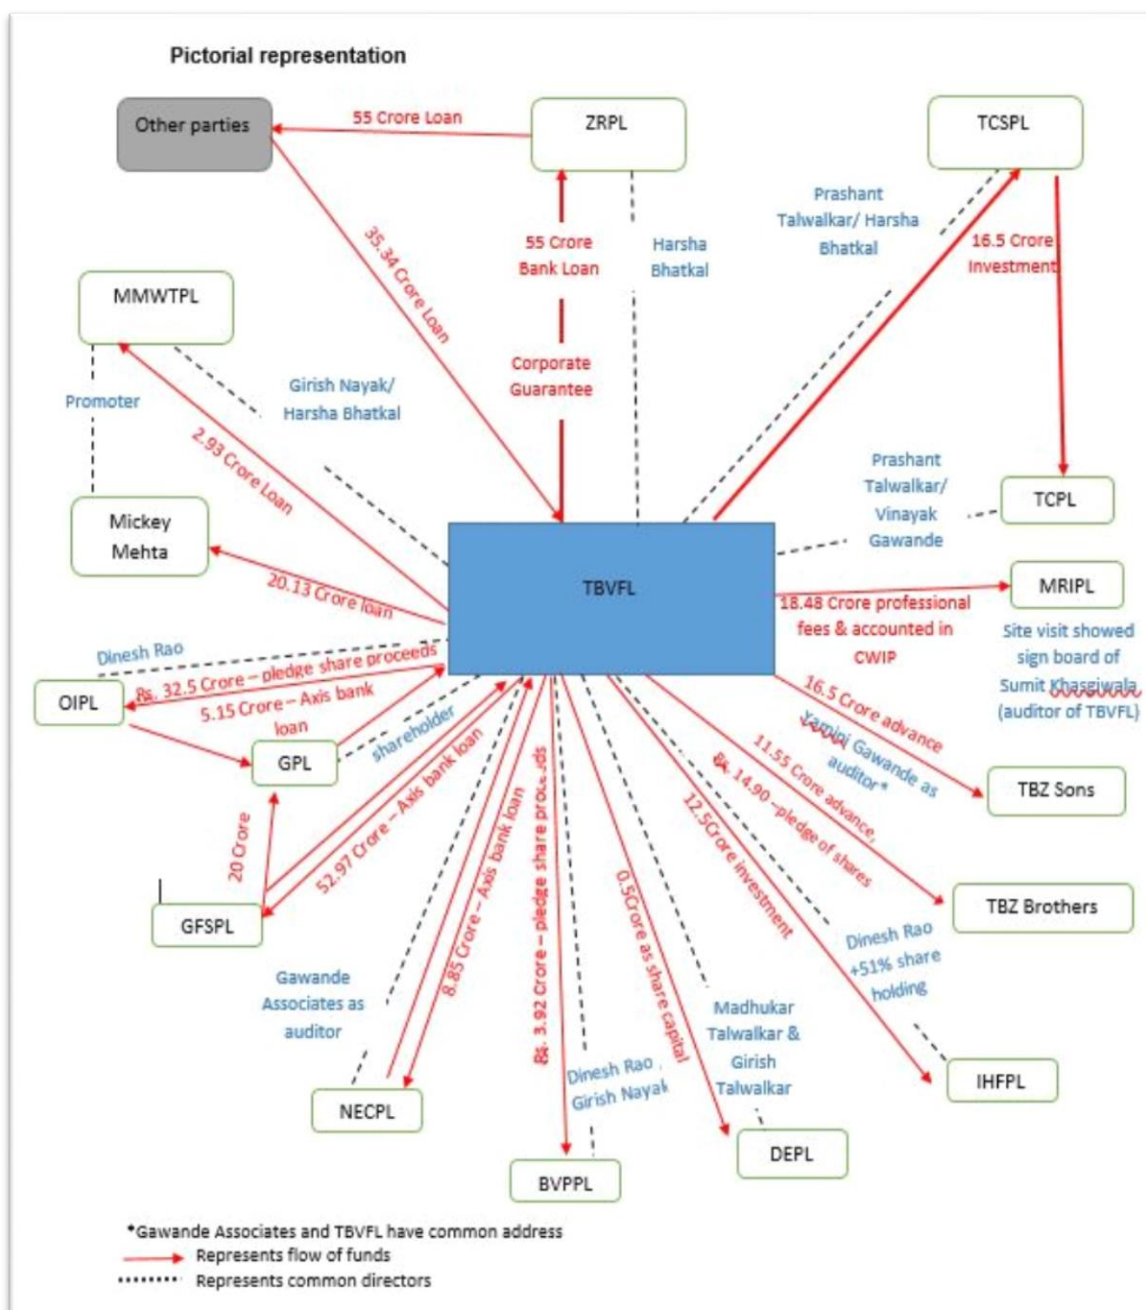 Pictorial representation
Other parties
55 Crore Loan
ZRPL
TCSPL
35.34 Crore Loan
55 Crore
Bank Loan
Harsha
Bhatkal
Prashant
Talwalkar/ Harsha
Bhatkal
16.5 Crore
Investment
MMWTPL
Promoter
Girish Nayak/
Harsha Bhatkal
Corporate
Guarantee
2.93 Crore Loan
Prashant
Talwalkar/
Vinayak
Gawande
TCPL
Mickey
Mehta
20.13 Crore loan
TBVFL
18.48 Crore professional
fees & accounted in
CWIP
MRIPL
Site visit showed
sign board of
Sumit Khasgiwala
(auditor of TBVFL)
Dinesh Rao
Rs. 32.5 Crore – pledge share proceeds
OIPL
5.15 Crore – Axis bank
loan
GPL
shareholder
16.5 Crore advance
Yamini Gawande as
auditor*
TBZ Sons
11.55 Crore advance,
Rs. 14.90 –pledge of shares
TBZ Brothers
20 Crore
52.97 Crore – Axis bank loan
GFSPL
8.85 Crore – Axis bank loan
Rs. 3.92 Crore – pledge share proceeds
0.5Crore as share capital
12.5Crore investment
Dinesh Rao
+51% share
holding
IHFPL
Gawande
Associates as
auditor
NECPL
Dinesh Rao
Girish Nayak
BVPPL
Madhukar
Talwalkar &
Girish
Talwalkar
DEPL
*Gawande Associates and TBVFL have common address
Represents flow of funds
Represents common directors